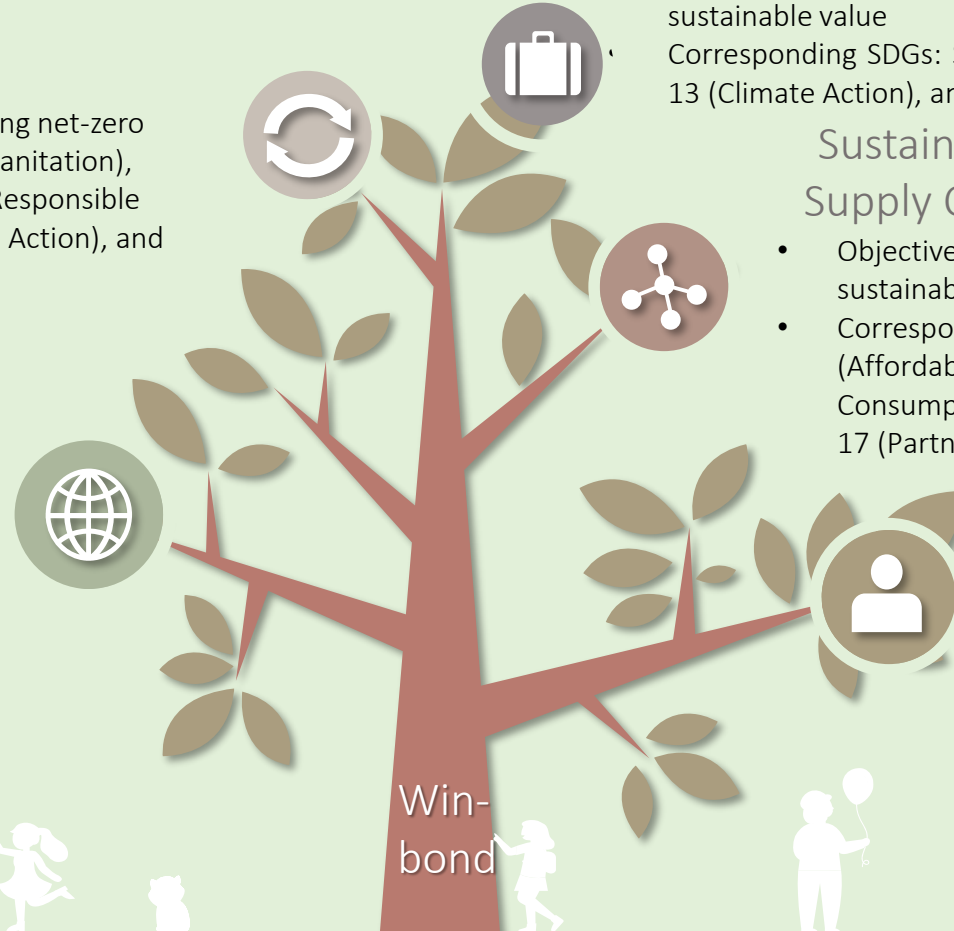 ng net-zero
anitation),
Responsible
Action), and
sustainable value
Corresponding SDGs:
13 (Climate Action), an
Sustain
Supply
• Objective
sustainab
• Correspo
(Affordab
Consump
17 (Partn
Win-
bond